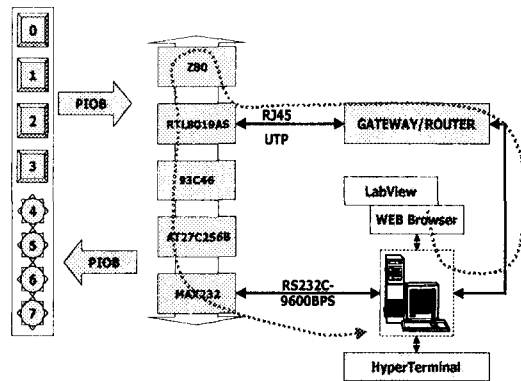 0
1
2
3
4
5
6
7
PIOB
PIOB
Z80
RTL8019AS
93C46
AT27C256B
MAX232
RJ45
UTP
GATEWAY/ROUTER
LabView
WEB Browser
RS232C-
9600BPS
HyperTerminal